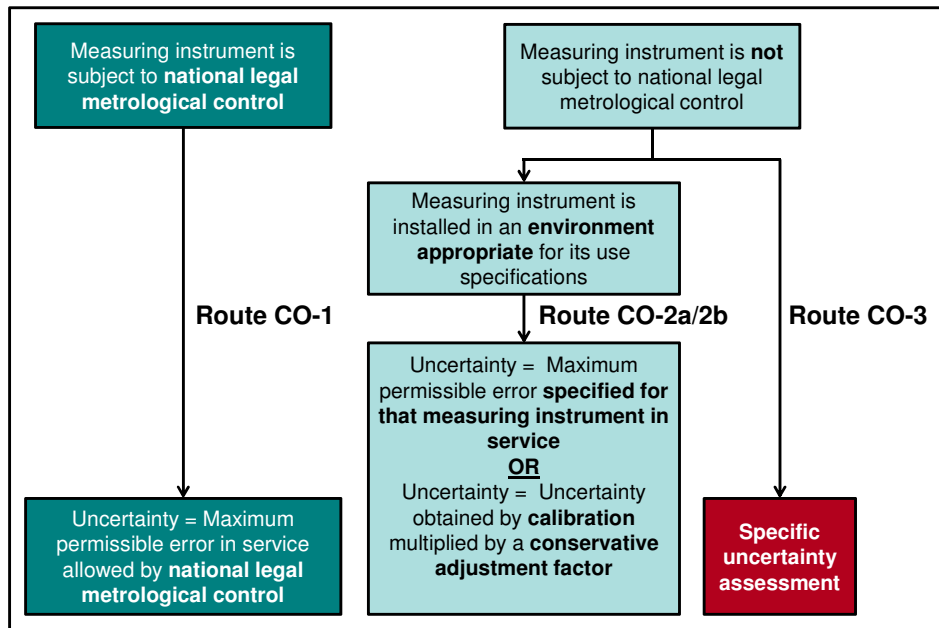 Measuring instrument is
subject to national legal
metrological control
Measuring instrument is not
subject to national legal
metrological control
Measuring instrument is
installed in an environment
appropriate for its use
specifications
Route CO-1
Route CO-2a/2b
Route CO-3
Uncertainty = Maximum
permissible error in service
allowed by national legal
metrological control
Uncertainty = Maximum
permissible error specified for
that measuring instrument in
service
OR
Uncertainty = Uncertainty
obtained by calibration
multiplied by a conservative
adjustment factor
Specific
uncertainty
assessment